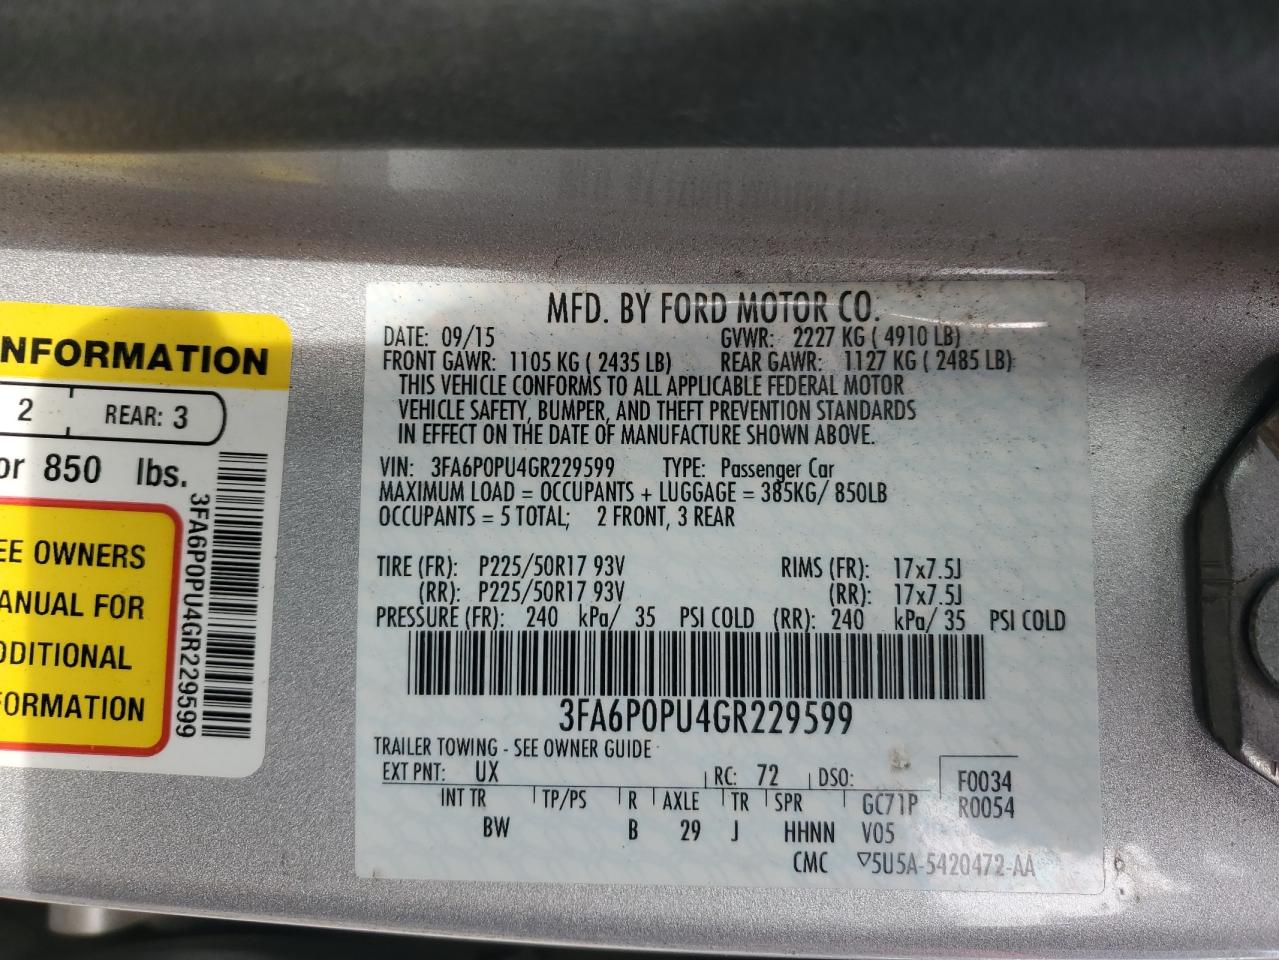 NFORMATION
2 REAR: 3
or 850 lbs.
EE OWNERS
ANUAL FOR
DDITIONAL
FORMATION
3FA6P0PU4GR229599
MFD. BY FORD MOTOR CO.
DATE: 09/15 GVWR: 2227 KG ( 4910 LB)
FRONT GAWR: 1105 KG ( 2435 LB) REAR GAWR: 1127 KG ( 2485 LB)
THIS VEHICLE CONFORMS TO ALL APPLICABLE FEDERAL MOTOR
VEHICLE SAFETY, BUMPER, AND THEFT PREVENTION STANDARDS
IN EFFECT ON THE DATE OF MANUFACTURE SHOWN ABOVE.
VIN: 3FA6P0PU4GR229599 TYPE: Passenger Car
MAXIMUM LOAD = OCCUPANTS + LUGGAGE = 385KG/ 850LB
OCCUPANTS = 5 TOTAL; 2 FRONT, 3 REAR
TIRE (FR): P225/50R17 93V RIMS (FR): 17x7.5J
(RR): P225/50R17 93V (RR): 17x7.5J
PRESSURE (FR): 240 kPa/ 35 PSI COLD (RR): 240 kPa/ 35 PSI COLD
3FA6P0PU4GR229599
TRAILER TOWING - SEE OWNER GUIDE
EXT PNT: UX RC: 72 DSO: F0034
INT TR TP/PS R AXLE TR SPR GC71P R0054
BW B 29 J HHNN V05
CMC ▽5U5A-5420472-AA